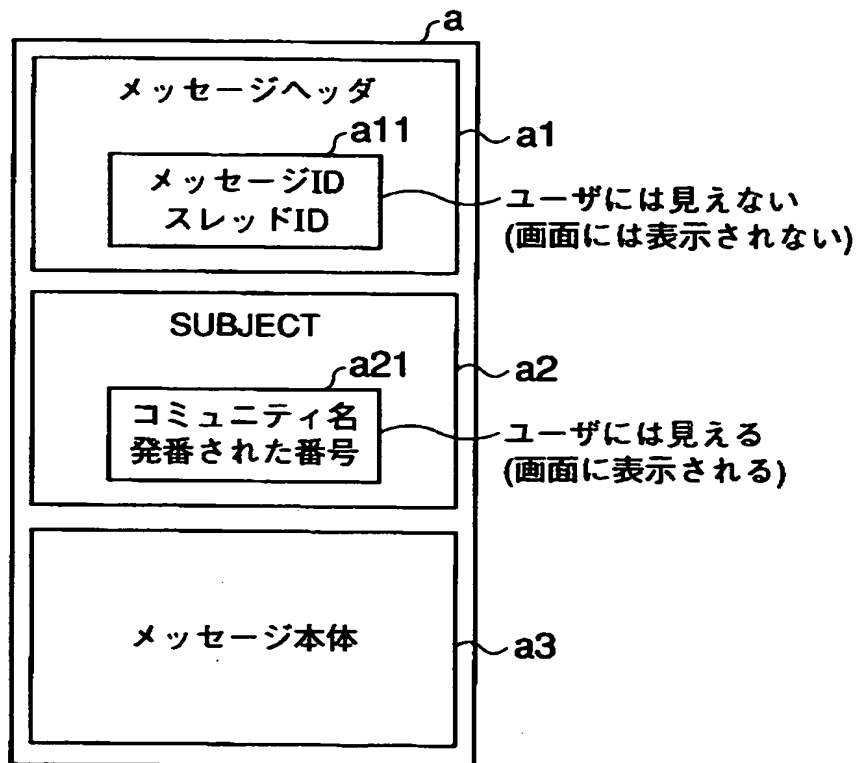 a
メッセージヘッダ
a11
a1
メッセージID
スレッドID
ユーザには見えない
(画面には表示されない)
SUBJECT
a21
a2
コミュニティ名
発番された番号
ユーザには見える
(画面に表示される)
メッセージ本体
a3